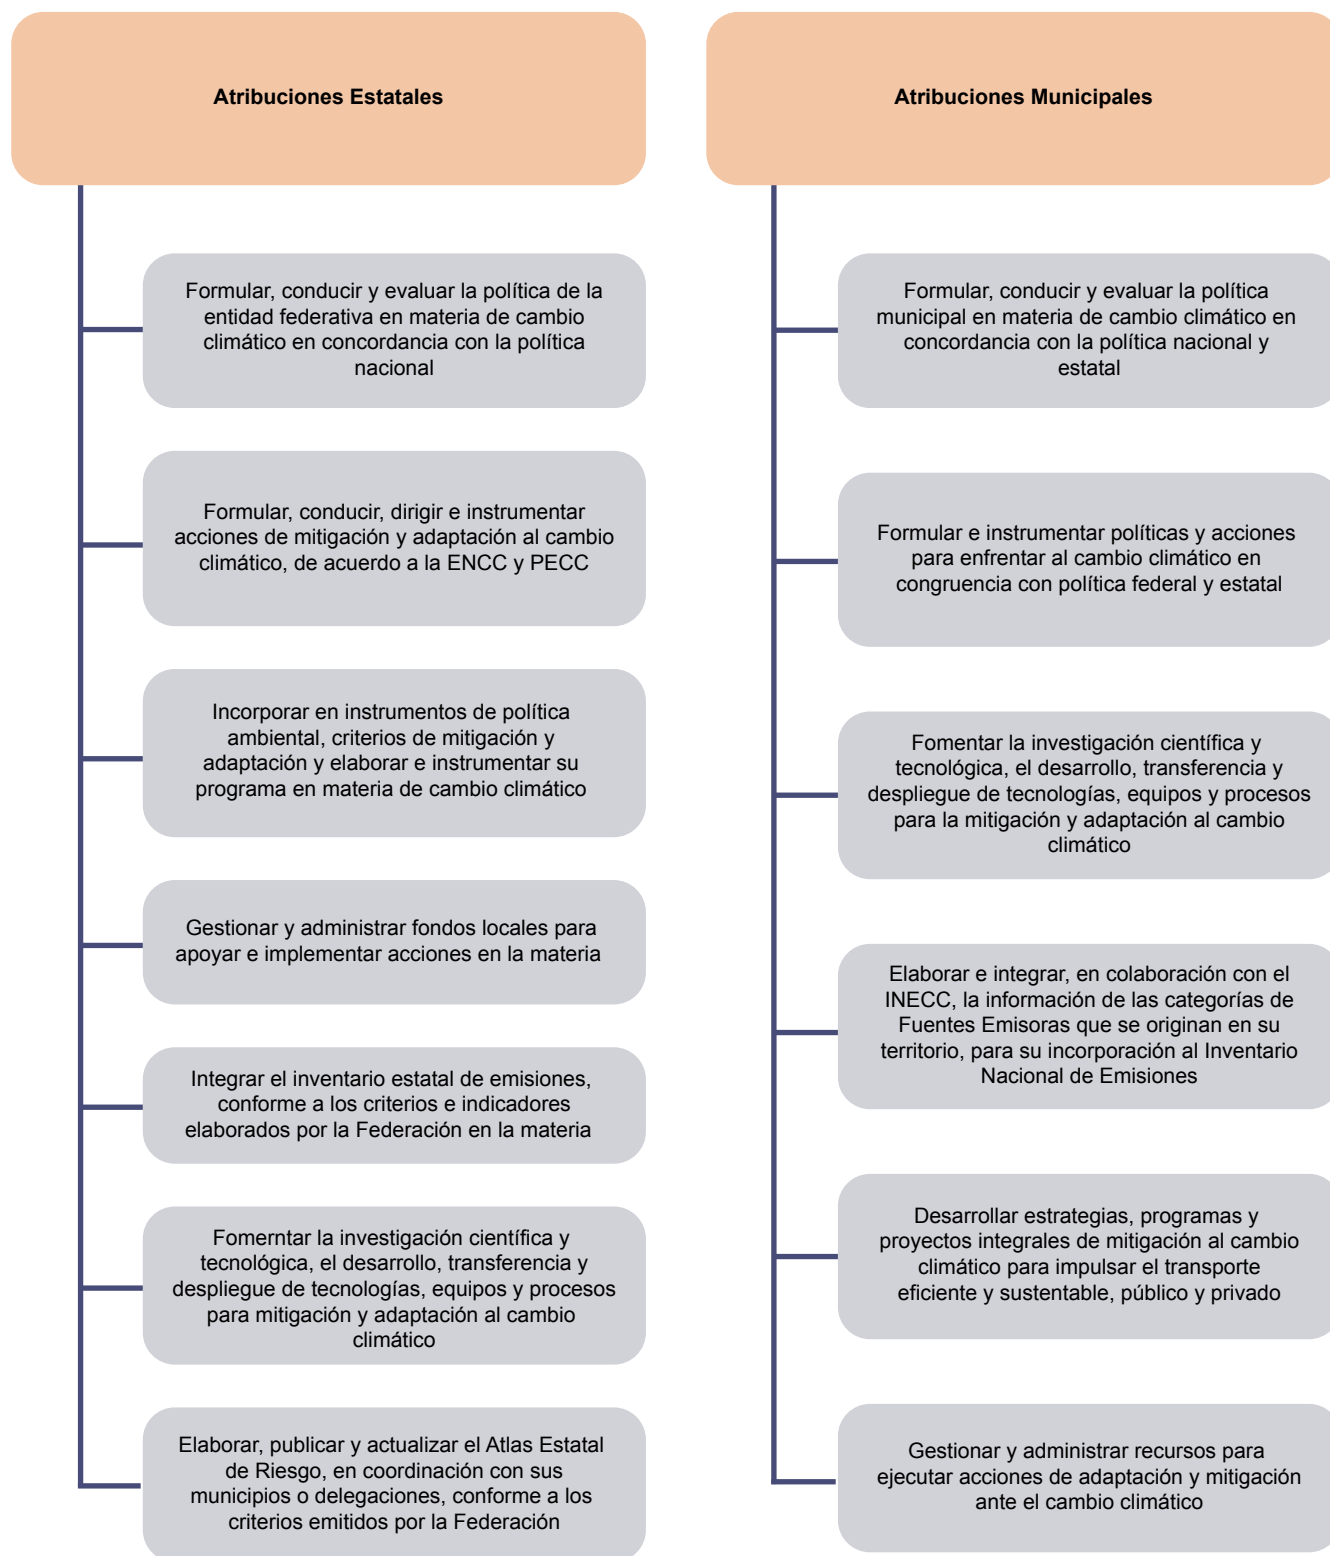 Atribuciones Estatales
Formular, conducir y evaluar la política de la
entidad federativa en materia de cambio
climático en concordancia con la política
nacional
Formular, conducir, dirigir e instrumentar
acciones de mitigación y adaptación al cambio
climático, de acuerdo a la ENCC y PECC
Incorporar en instrumentos de política
ambiental, criterios de mitigación y
adaptación y elaborar e instrumentar su
programa en materia de cambio climático
Gestionar y administrar fondos locales para
apoyar e implementar acciones en la materia
Integrar el inventario estatal de emisiones,
conforme a los criterios e indicadores
elaborados por la Federación en la materia
Fomerntar la investigación científica y
tecnológica, el desarrollo, transferencia y
despliegue de tecnologías, equipos y procesos
para mitigación y adaptación al cambio
climático
Elaborar, publicar y actualizar el Atlas Estatal
de Riesgo, en coordinación con sus
municipios o delegaciones, conforme a los
criterios emitidos por la Federación
Atribuciones Municipales
Formular, conducir y evaluar la política
municipal en materia de cambio climático en
concordancia con la política nacional y
estatal
Formular e instrumentar políticas y acciones
para enfrentar al cambio climático en
congruencia con política federal y estatal
Fomentar la investigación científica y
tecnológica, el desarrollo, transferencia y
despliegue de tecnologías, equipos y procesos
para la mitigación y adaptación al cambio
climático
Elaborar e integrar, en colaboración con el
INECC, la información de las categorías de
Fuentes Emisoras que se originan en su
territorio, para su incorporación al Inventario
Nacional de Emisiones
Desarrollar estrategias, programas y
proyectos integrales de mitigación al cambio
climático para impulsar el transporte
eficiente y sustentable, público y privado
Gestionar y administrar recursos para
ejecutar acciones de adaptación y mitigación
ante el cambio climático